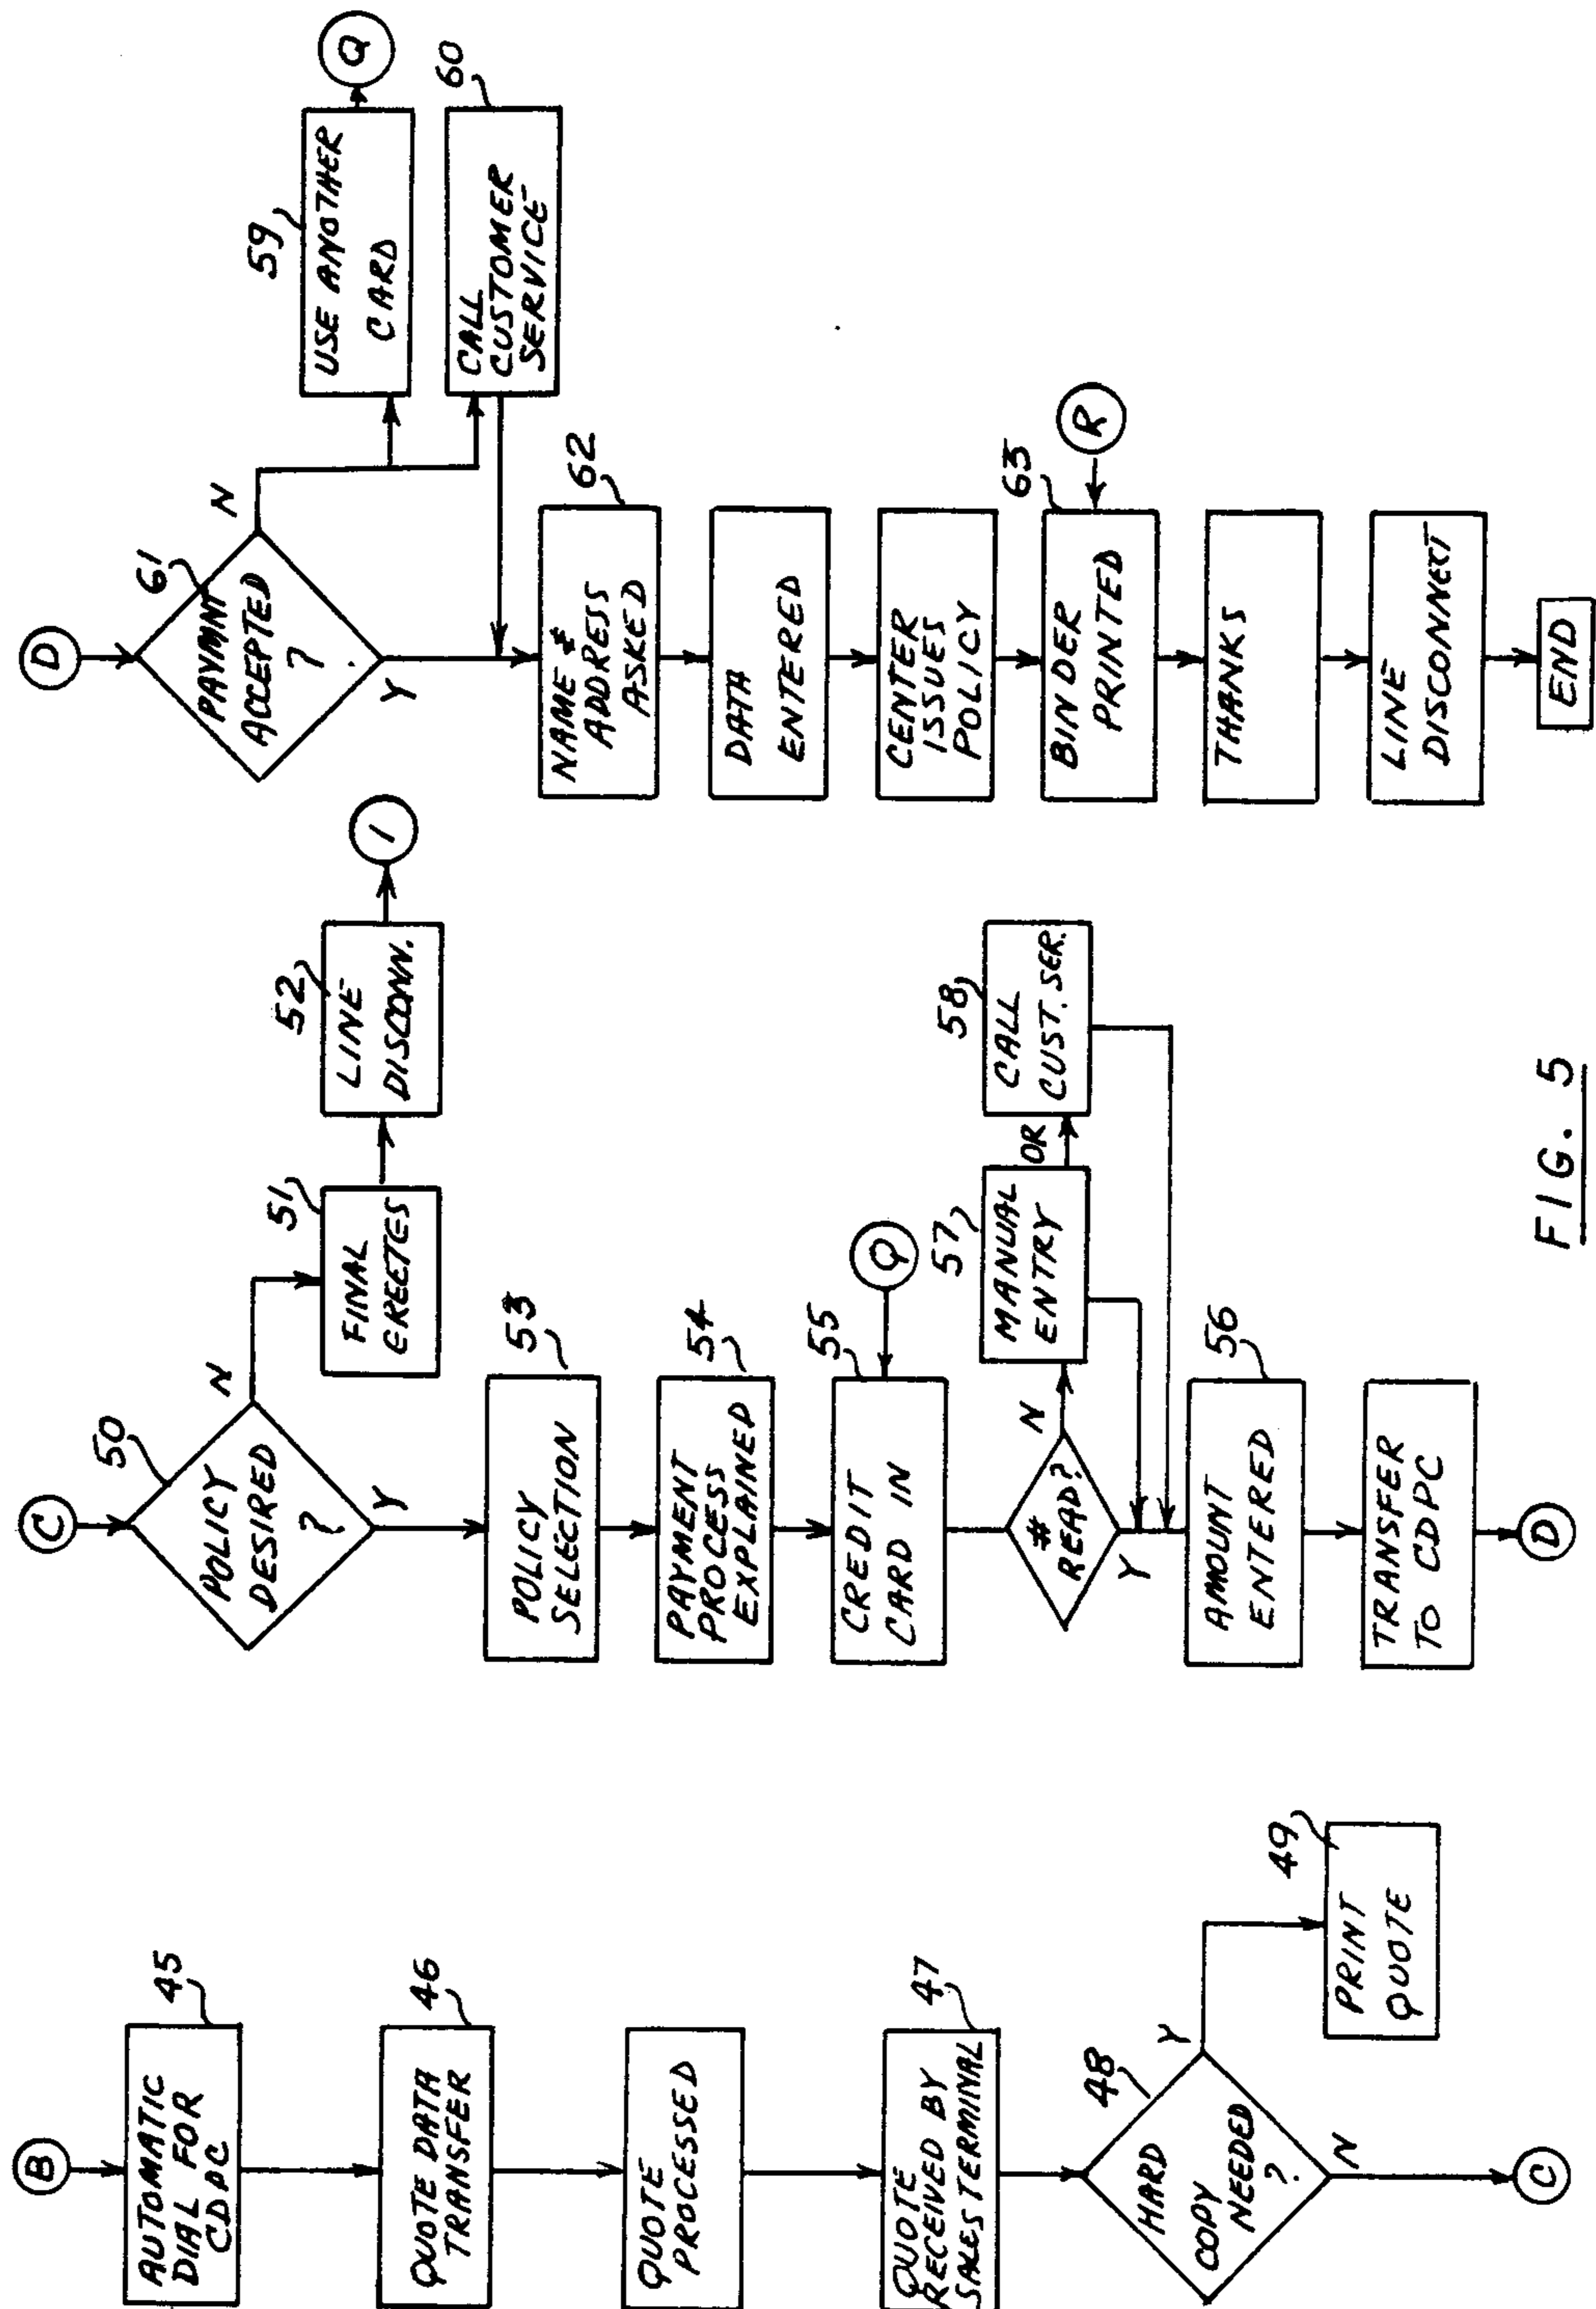 B
AUTOMATIC
DIAL FOR
CDPC
45
QUOTE DATA
TRANSFER
46
QUOTE
PROCESSED
QUOTE
RECEIVED BY
SALES TERMINAL
47
HARD
COPY
NEEDED
?
48
Y
N
PRINT
QUOTE
49
C
C
POLICY
DESIRED
?
50
N
Y
FINAL
GREETGS
51
LINE
DISCONN.
52
I
POLICY
SELECTION
53
PAYMENT
PROCESS
EXPLAINED
54
CREDIT
CARD IN
55
Q
#
READ?
N
Y
MANUAL
ENTRY
57
OR
CALL
CUST. SER.
58
AMOUNT
ENTERED
56
TRANSFER
TO CDPC
D
D
PAYMNT
ACCEPTED
?
61
N
Y
USE ANOTHER
CARD
59
Q
CALL
CUSTOMER
SERVICE
60
NAME &
ADDRESS
ASKED
62
DATA
ENTERED
CENTER
ISSUES
POLICY
BINDER
PRINTED
63
R
THANKS
LINE
DISCONNECT
END
FIG. 5